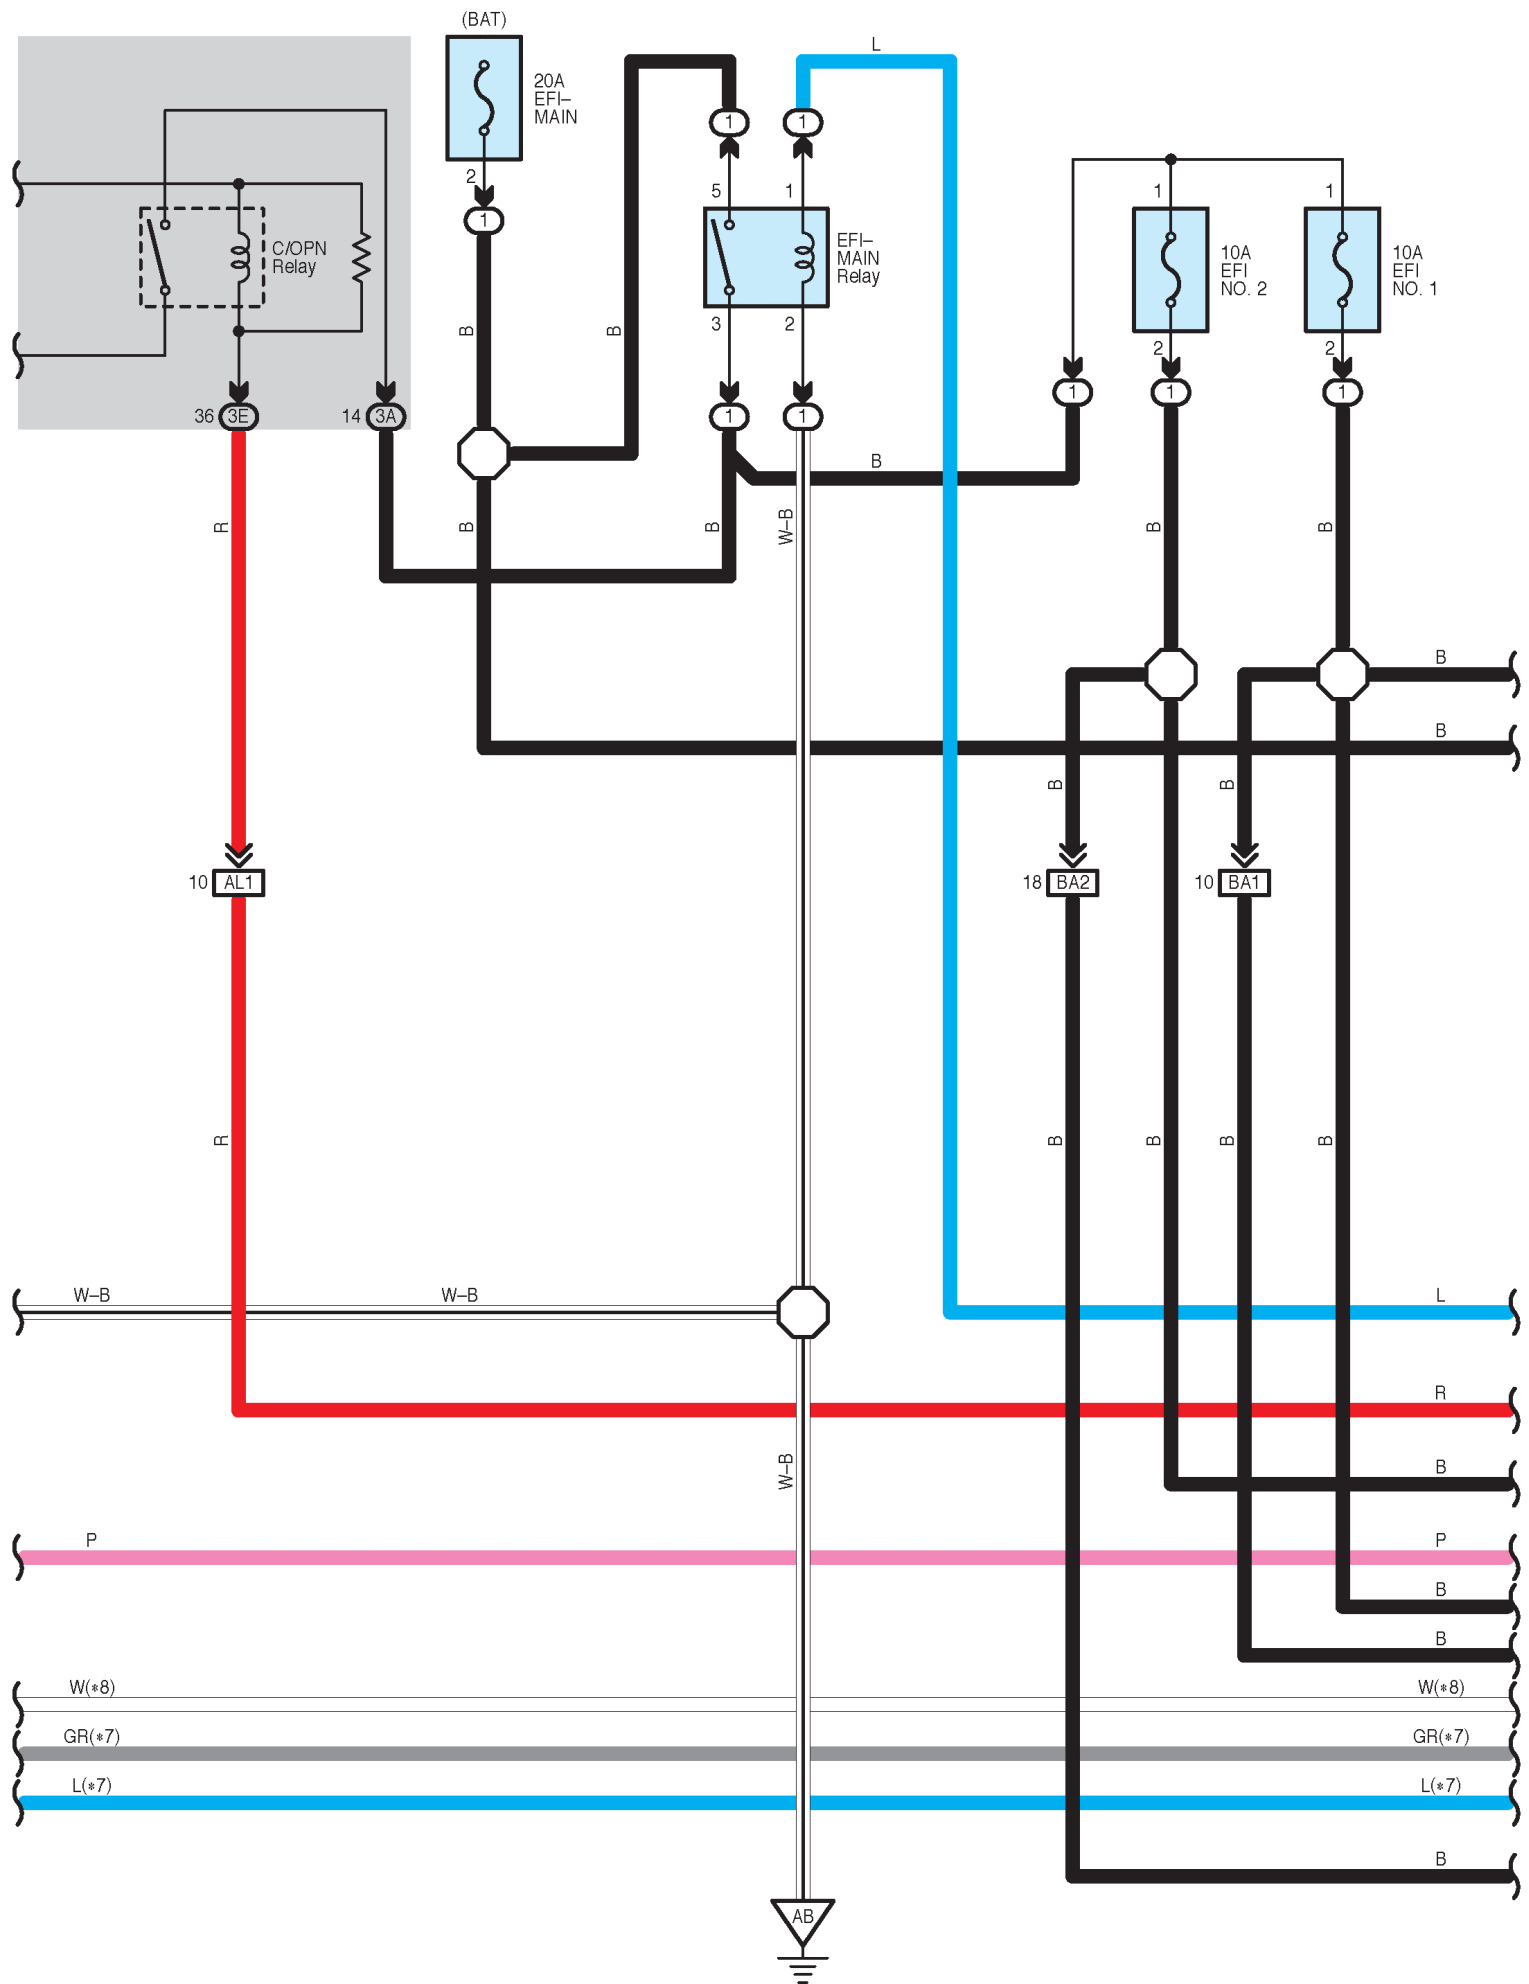 (BAT)
L
20A
EFI–
MAIN
1
1
2
5
1
1
1
1
EFI–
MAIN
Relay
C/OPN
Relay
10A
EFI
NO. 2
10A
EFI
NO. 1
3
2
2
2
B
B
1
1
1
36
3E
14
3A
1
1
B
R
B
B
W–B
B
B
B
B
B
B
10
AL1
18
BA2
10
BA1
R
B
B
B
B
W–B
W–B
L
R
W–B
B
P
P
B
B
W(*8)
W(*8)
GR(*7)
GR(*7)
L(*7)
L(*7)
B
AB